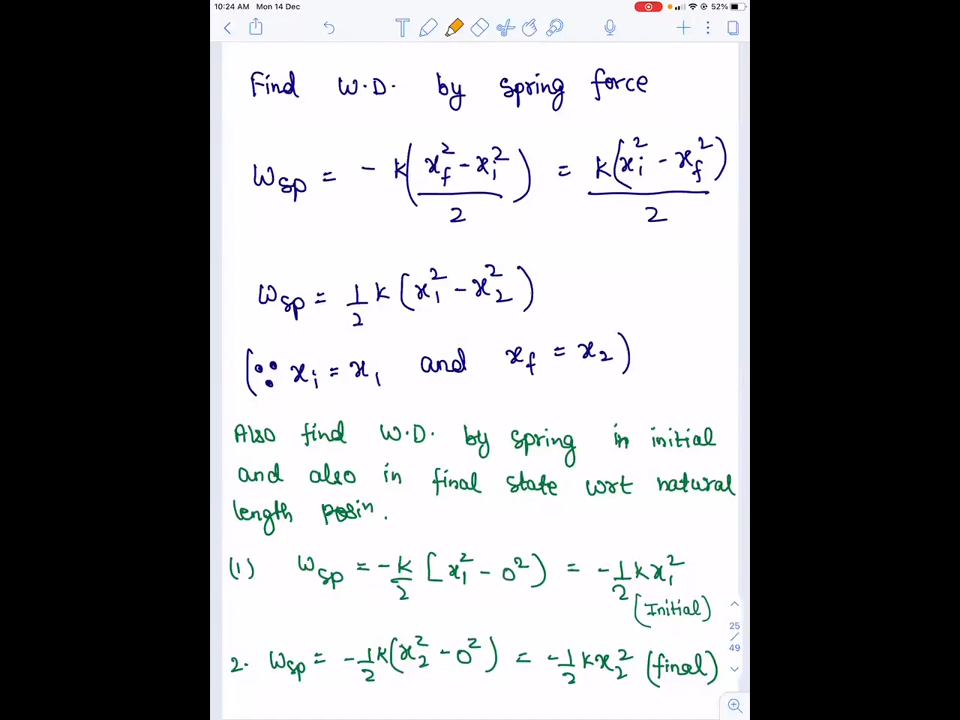 10:24 AM Mon 14 Dec
52%
Find W.D. by spring force
Wsp = - K(xf² - xi²)/2 = K(xi² - xf²)/2
Wsp = 1/2 K (x1² - x2²)
(∵ xi = x1 and xf = x2)
Also find W.D. by spring in initial
and also in final state wrt natural
length posin.
(1) Wsp = -K/2 [x1² - 0²) = -1/2 Kx1²
(Initial)
25
/
49
2. Wsp = -1/2 K(x2² - 0²) = -1/2 Kx2² (final)